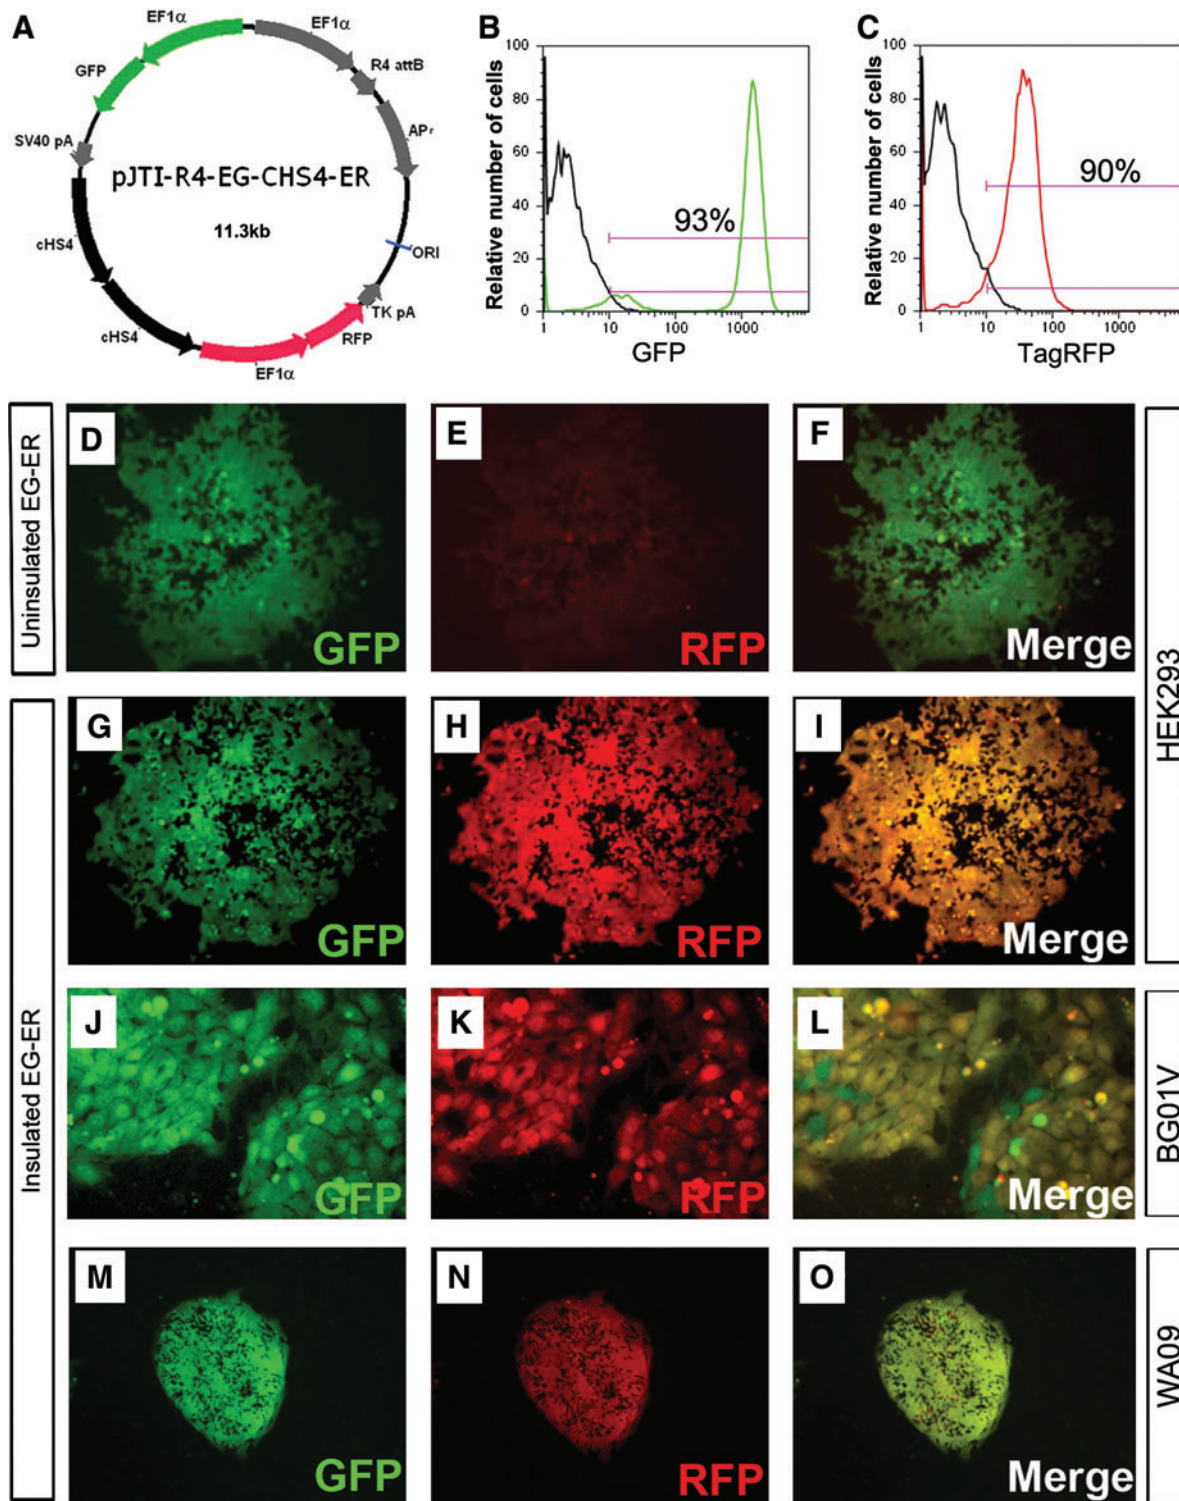 A
EF1α
EF1α
GFP
R4 attB
APʳ
SV40 pA
pJTI-R4-EG-CHS4-ER
11.3kb
cHS4
ORI
TK pA
cHS4
RFP
EF1α
B
Relative number of cells
100
80
60
40
20
0
93%
1 10 100 1000
GFP
C
Relative number of cells
100
80
60
40
20
0
90%
1 10 100 1000
TagRFP
Uninsulated EG-ER
D
GFP
E
RFP
F
Merge
HEK293
Insulated EG-ER
G
GFP
H
RFP
I
Merge
J
GFP
K
RFP
L
Merge
BG01V
M
GFP
N
RFP
O
Merge
WA09